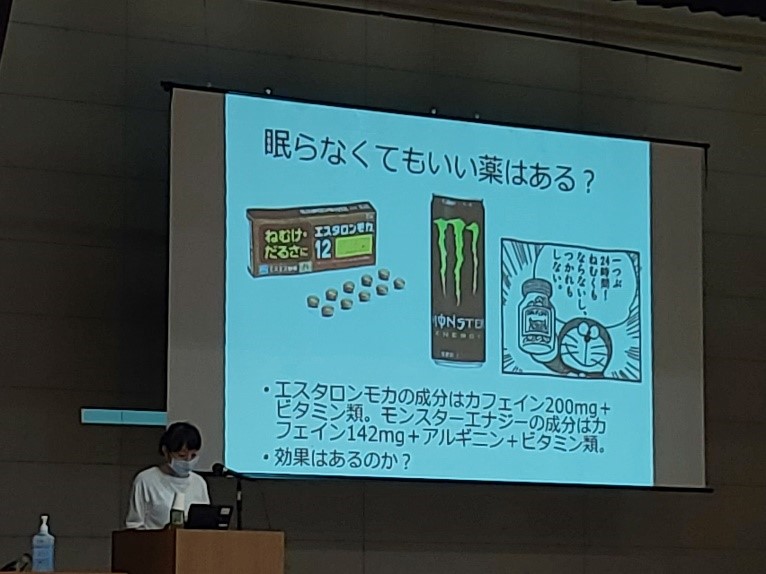 眠らなくてもいい薬はある？
ねむけ・
だるさに
エスタロンモカ
12
MONSTER
ENERGY
一つぶ
24時間！
ねむくも
ならないし、
つかれも
しない。
・エスタロンモカの成分はカフェイン200mg＋
ビタミン類。モンスターエナジーの成分はカ
フェイン142mg＋アルギニン＋ビタミン類。
・効果はあるのか？